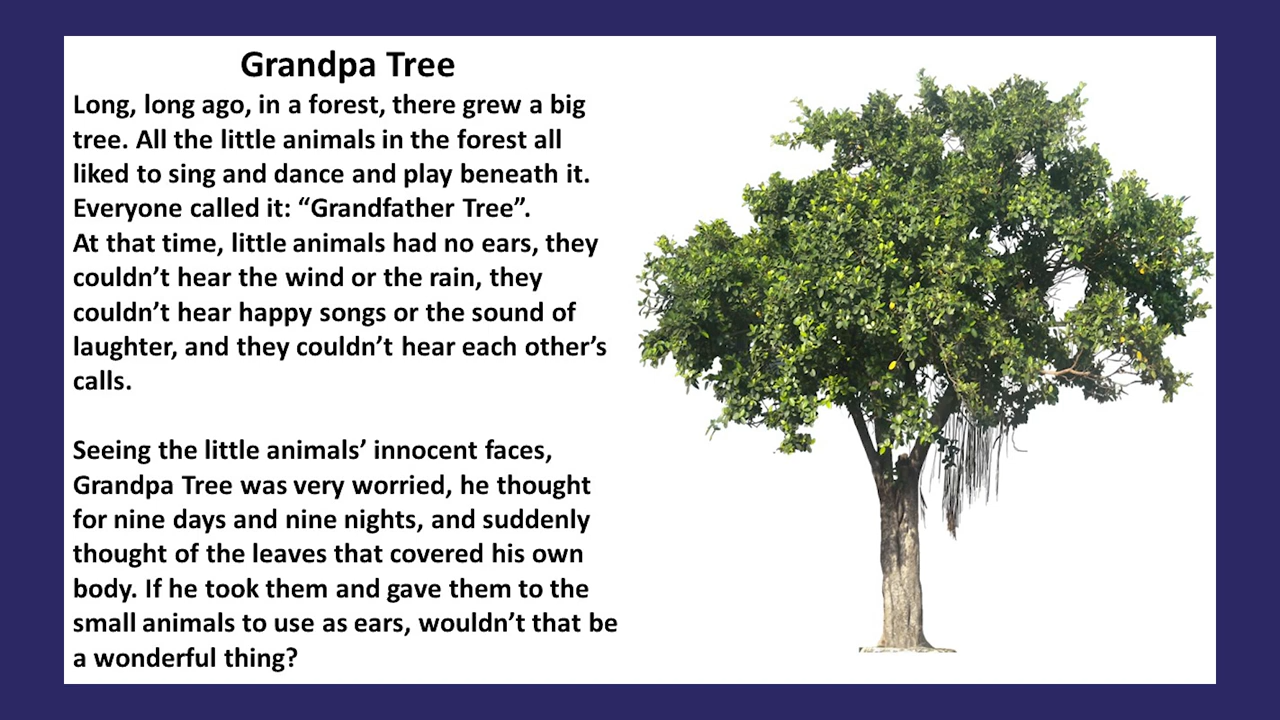 Grandpa Tree
Long, long ago, in a forest, there grew a big
tree. All the little animals in the forest all
liked to sing and dance and play beneath it.
Everyone called it: “Grandfather Tree”.
At that time, little animals had no ears, they
couldn’t hear the wind or the rain, they
couldn’t hear happy songs or the sound of
laughter, and they couldn’t hear each other’s
calls.
Seeing the little animals’ innocent faces,
Grandpa Tree was very worried, he thought
for nine days and nine nights, and suddenly
thought of the leaves that covered his own
body. If he took them and gave them to the
small animals to use as ears, wouldn’t that be
a wonderful thing?